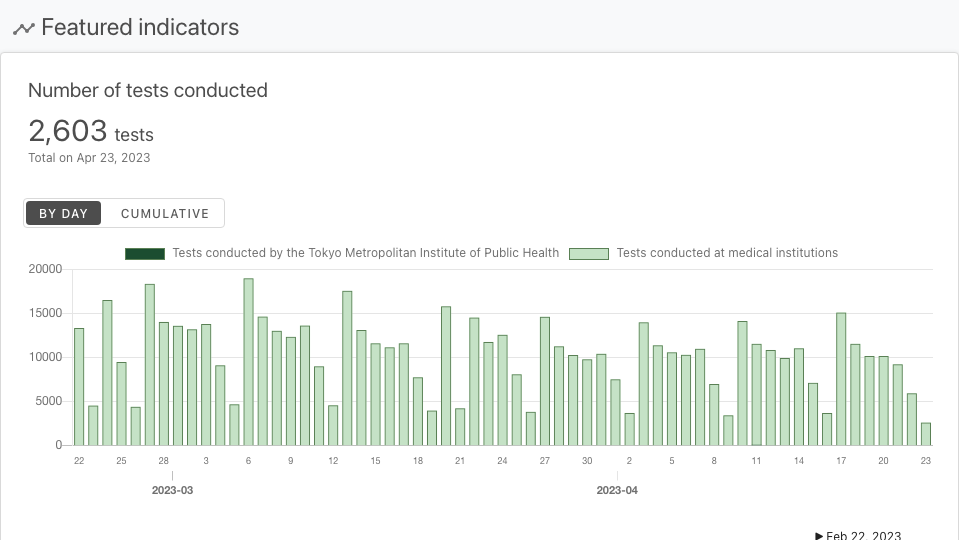 Featured indicators
Number of tests conducted
2,603 tests
Total on Apr 23, 2023
BY DAY CUMULATIVE
Tests conducted by the Tokyo Metropolitan Institute of Public Health Tests conducted at medical institutions
20000
15000
10000
5000
0
22 25 28 3 6 9 12 15 18 21 24 27 30 2 5 8 11 14 17 20 23
2023-03 2023-04
▶ Feb 22, 2023